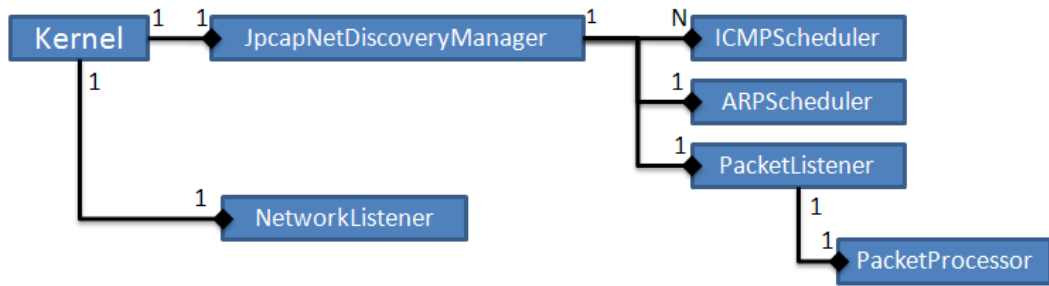 Kernel
1
1
JpcapNetDiscoveryManager
1
N
ICMPScheduler
1
1
ARPScheduler
1
PacketListener
1
1
NetworkListener
1
PacketProcessor